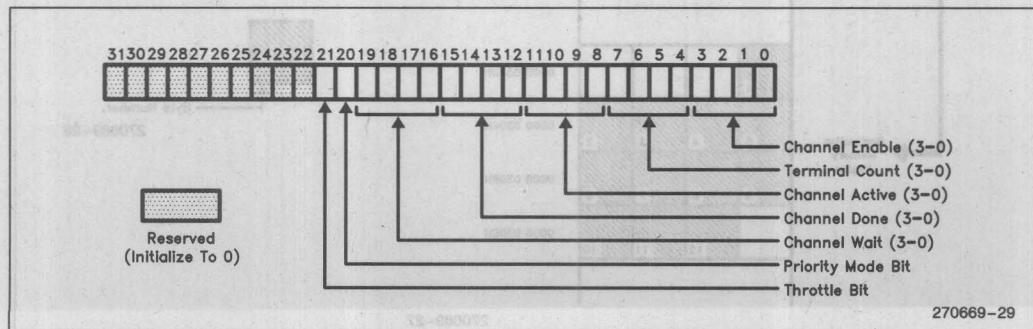 31 30 29 28 27 26 25 24 23 22 21 20 19 18 17 16 15 14 13 12 11 10 9 8 7 6 5 4 3 2 1 0
Channel Enable (3-0)
Terminal Count (3-0)
Channel Active (3-0)
Channel Done (3-0)
Channel Wait (3-0)
Priority Mode Bit
Throttle Bit
Reserved
(Initialize To 0)
270669-29